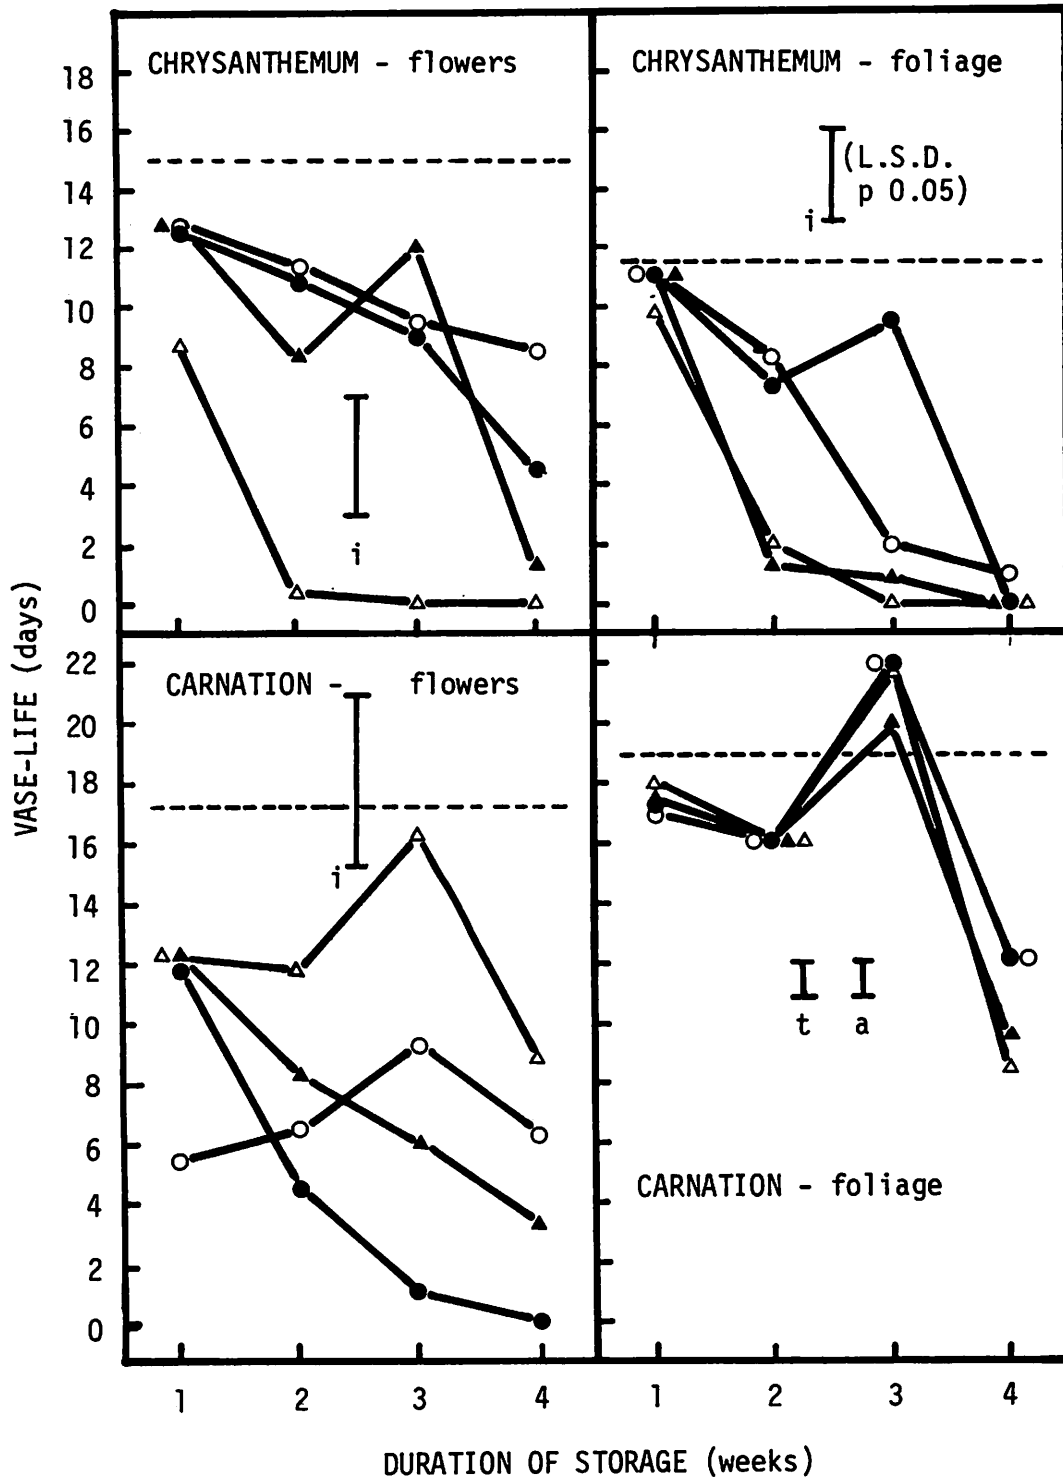 CHRYSANTHEMUM - flowers
18
16
14
12
10
8
6
4
2
0
i
CHRYSANTHEMUM - foliage
(L.S.D.
p 0.05)
i
VASE-LIFE (days)
CARNATION - flowers
22
20
18
16
14
12
10
8
6
4
2
0
i
t a
CARNATION - foliage
1 2 3 4 1 2 3 4
DURATION OF STORAGE (weeks)